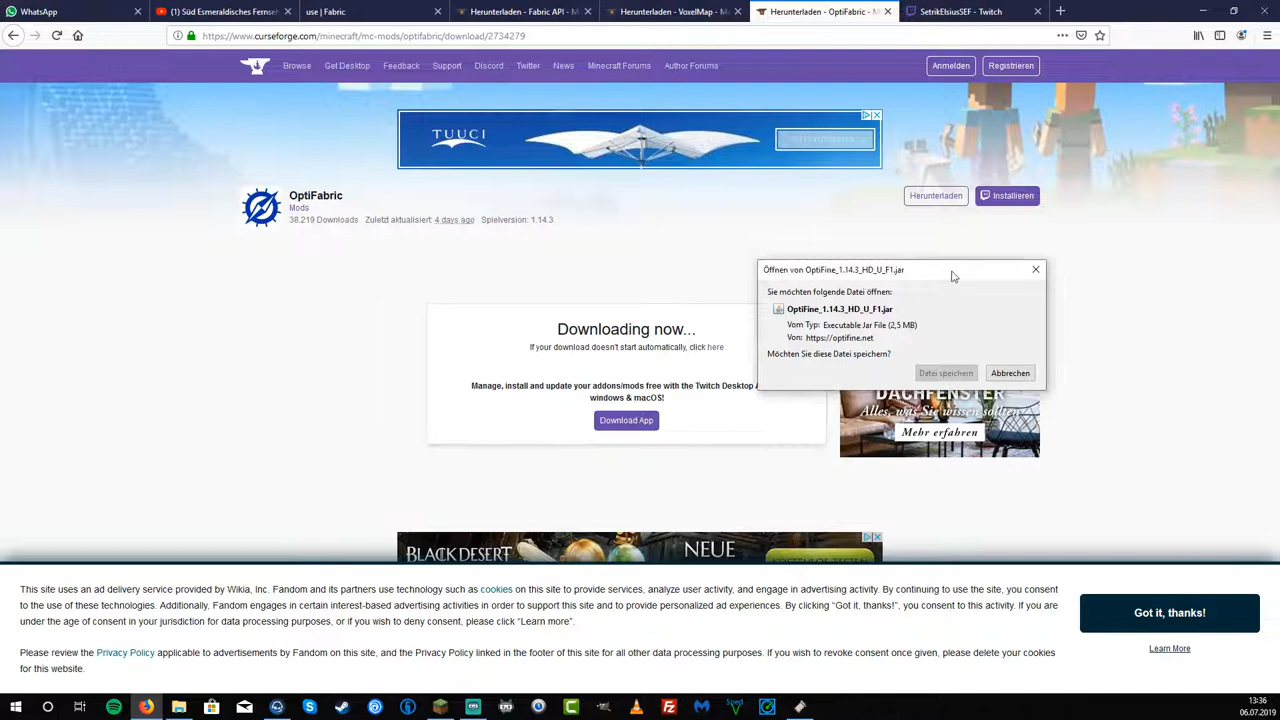 WhatsApp
(1) Süd Esmeraldisches Fernseh
use | Fabric
Herunterladen - Fabric API - M
Herunterladen - VoxelMap - M
Herunterladen - OptiFabric - M
SetrikElsiusSEF - Twitch
https://www.curseforge.com/minecraft/mc-mods/optifabric/download/2734279
Browse Get Desktop Feedback Support Discord Twitter News Minecraft Forums Author Forums
Anmelden Registrieren
TUUCI
OptiFabric
Mods
38.219 Downloads Zuletzt aktualisiert: 4 days ago Spielversion: 1.14.3
Herunterladen Installieren
Öffnen von OptiFine_1.14.3_HD_U_F1.jar
Sie möchten folgende Datei öffnen:
OptiFine_1.14.3_HD_U_F1.jar
Vom Typ: Executable Jar File (2,5 MB)
Von: https://optifine.net
Möchten Sie diese Datei speichern?
Datei speichern Abbrechen
Downloading now...
If your download doesn't start automatically, click here
Manage, install and update your addons/mods free with the Twitch Desktop
windows & macOS!
Download App
DACHFENSTER
Alles, was Sie wissen sollten
Mehr erfahren
BLACK DESERT
NEUE
This site uses an ad delivery service provided by Wikia, Inc. Fandom and its partners use technology such as cookies on this site to provide services, analyze user activity, and engage in advertising activity. By continuing to use the site, you consent
to the use of these technologies. Additionally, Fandom engages in certain interest-based advertising activities in order to support this site and to provide personalized ad experiences. By clicking “Got it, thanks!”, you consent to this activity. If you are
under the age of consent in your jurisdiction for data processing purposes, or if you wish to deny consent, please click “Learn more”.
Please review the Privacy Policy applicable to advertisements by Fandom on this site, and the Privacy Policy linked in the footer of this site for all other data processing purposes. If you wish to revoke consent once given, please delete your cookies
for this website.
Got it, thanks!
Learn More
13:36
06.07.2019